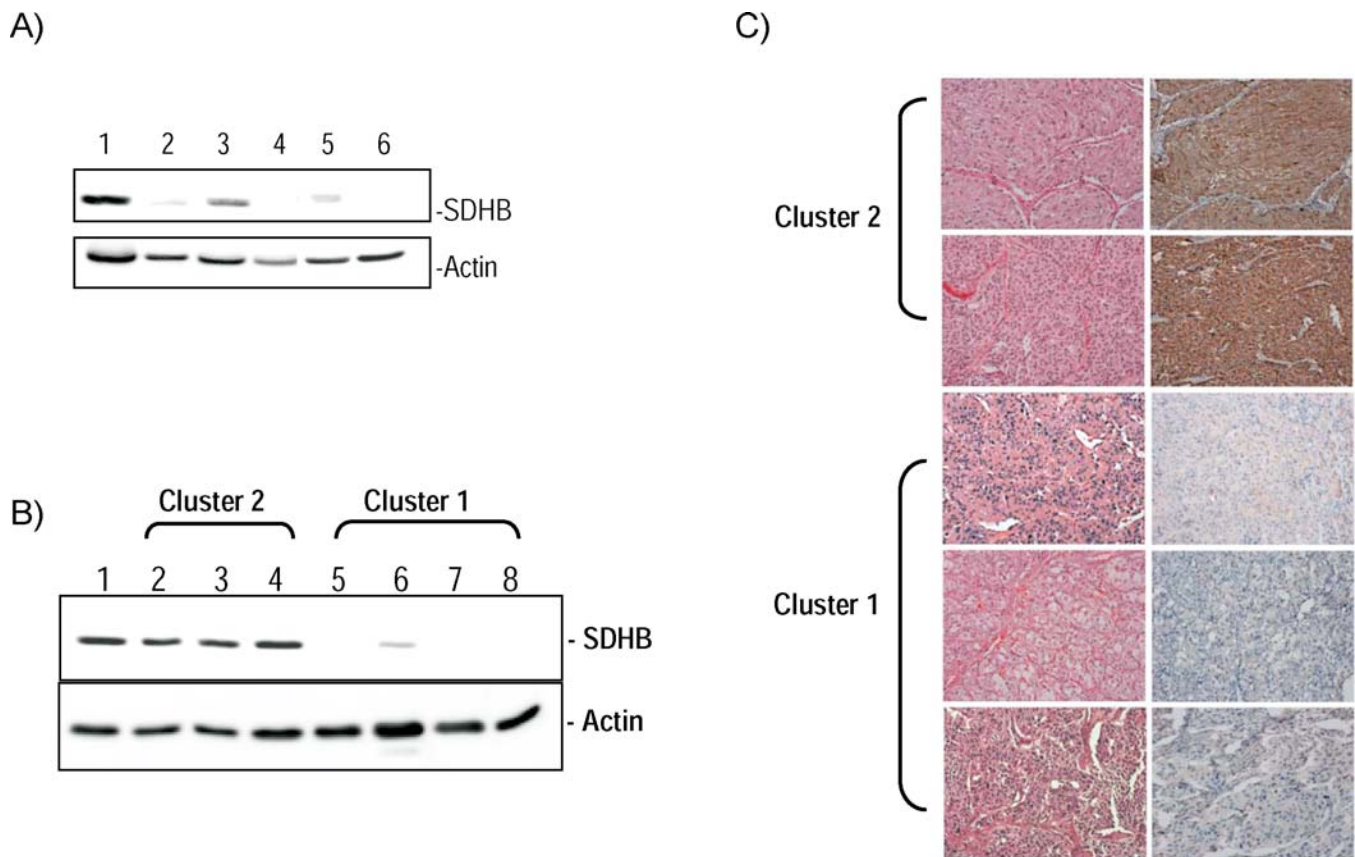 A)
1 2 3 4 5 6
-SDHB
-Actin
B)
Cluster 2 Cluster 1
1 2 3 4 5 6 7 8
- SDHB
- Actin
C)
Cluster 2
Cluster 1